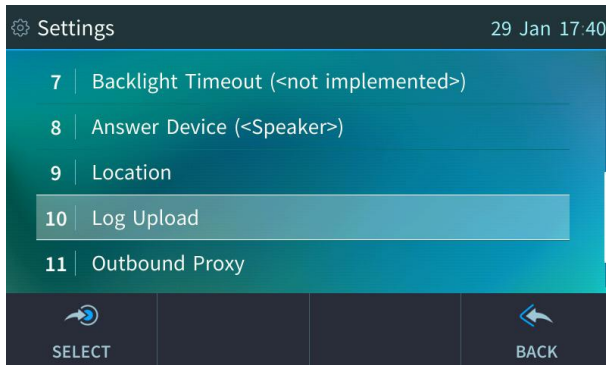 Settings
29 Jan 17:40
7 Backlight Timeout (<not implemented>)
8 Answer Device (<Speaker>)
9 Location
10 Log Upload
11 Outbound Proxy
SELECT
BACK